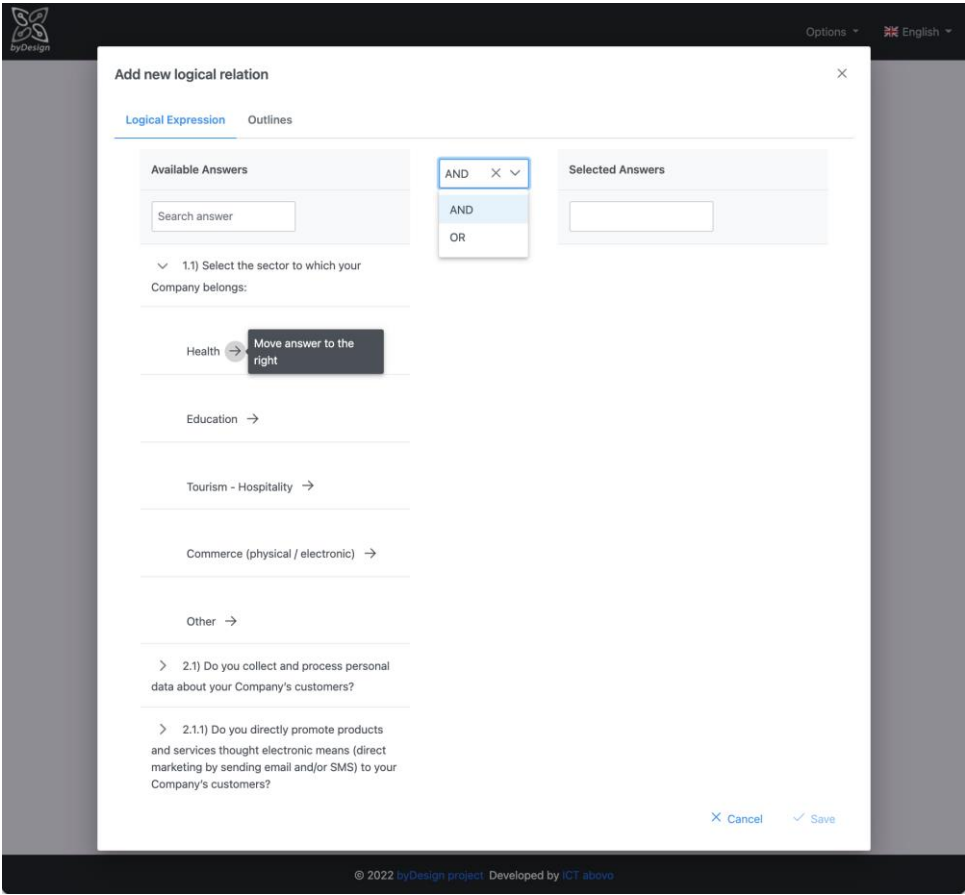 byDesign
Options
English
Add new logical relation
Logical Expression
Outlines
Available Answers
Search answer
AND
AND
OR
Selected Answers
1.1) Select the sector to which your
Company belongs:
Health
Move answer to the
right
Education
Tourism - Hospitality
Commerce (physical / electronic)
Other
2.1) Do you collect and process personal
data about your Company's customers?
2.1.1) Do you directly promote products
and services thought electronic means (direct
marketing by sending email and/or SMS) to your
Company's customers?
Cancel
Save
© 2022 byDesign project Developed by ICT abovo